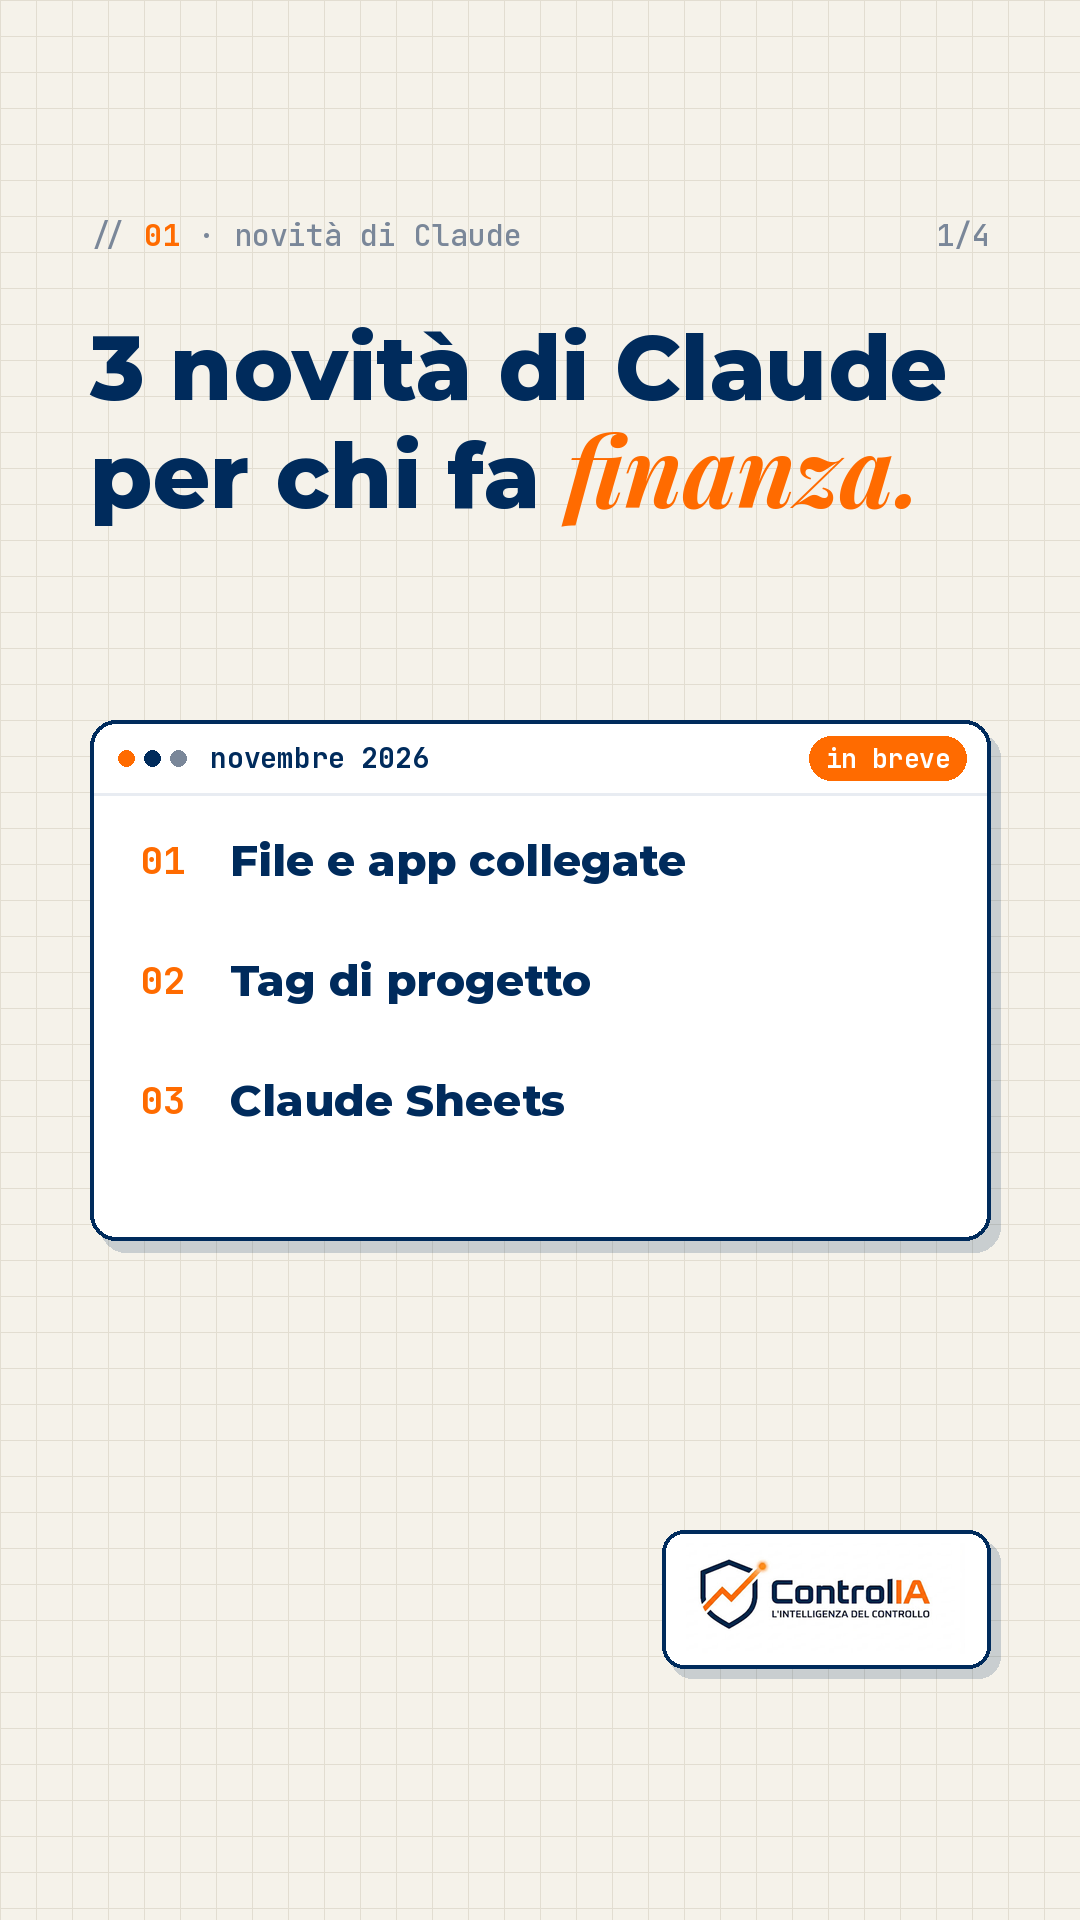 // 01 · novità di Claude
1/4
3 novità di Claude
per chi fa finanza.
novembre 2026
in breve
01 File e app collegate
02 Tag di progetto
03 Claude Sheets
ControlIA
L'INTELLIGENZA DEL CONTROLLO